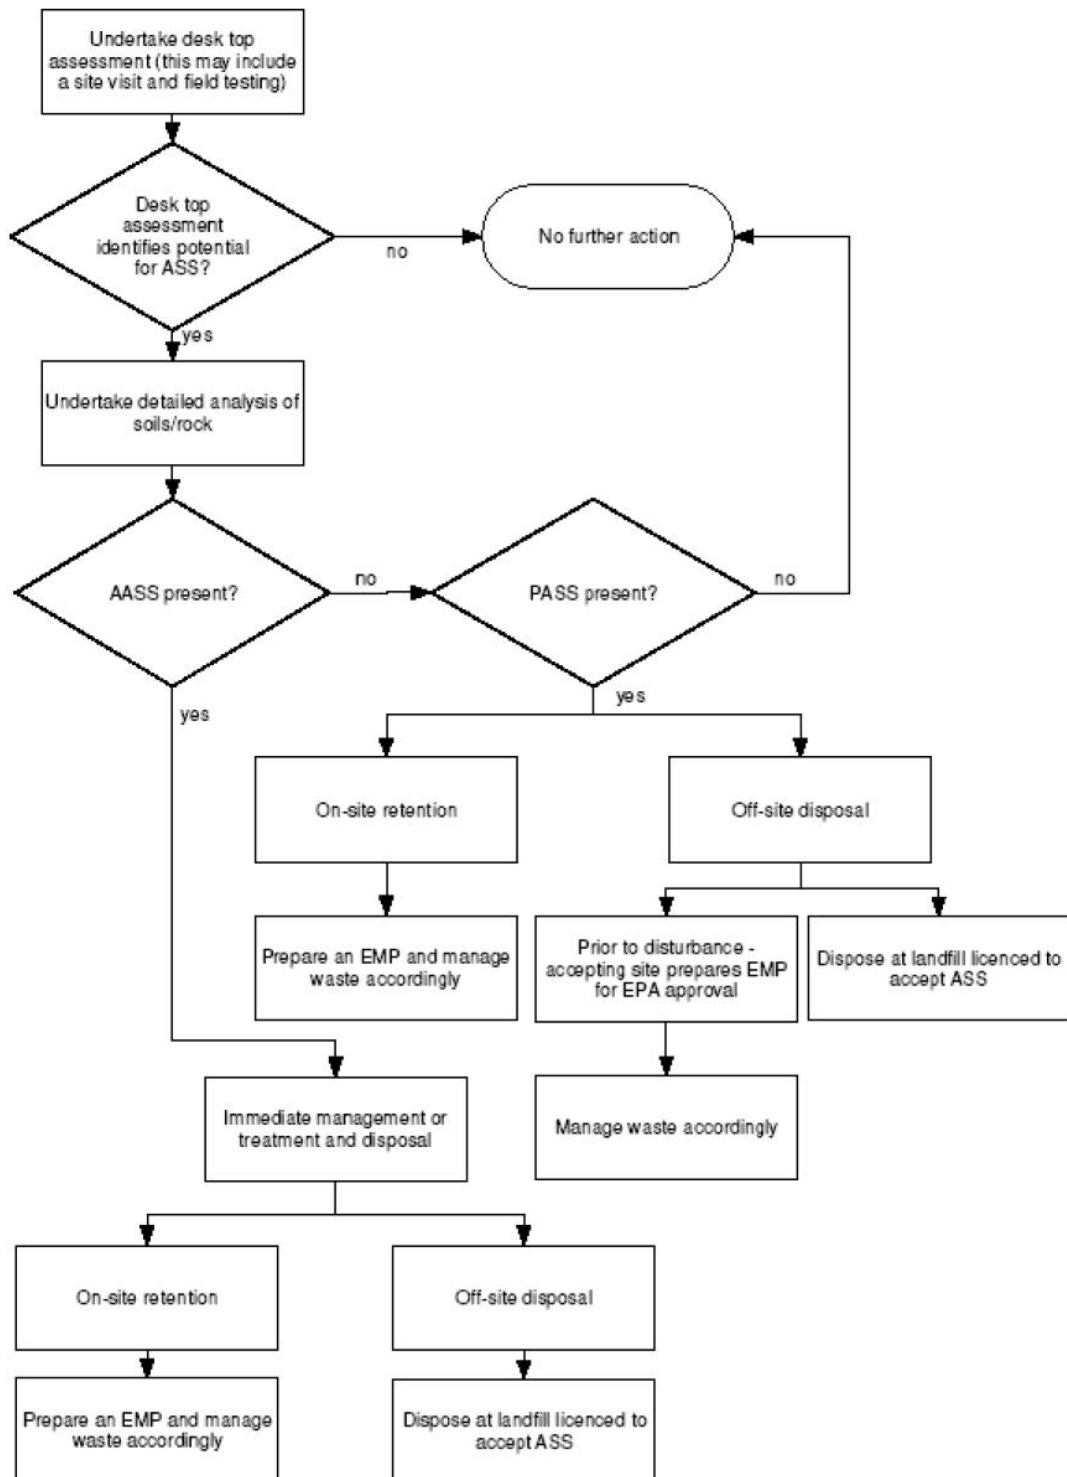 Undertake desk top
assessment (this may include
a site visit and field testing)
Desk top
assessment
identifies potential
for ASS?
no
No further action
yes
Undertake detailed analysis of
soils/rock
AASS present?
no
PASS present?
no
yes
yes
On-site retention
Off-site disposal
Prepare an EMP and manage
waste accordingly
Prior to disturbance -
accepting site prepares EMP
for EPA approval
Dispose at landfill licenced to
accept ASS
Immediate management or
treatment and disposal
Manage waste accordingly
On-site retention
Off-site disposal
Prepare an EMP and manage
waste accordingly
Dispose at landfill licenced to
accept ASS